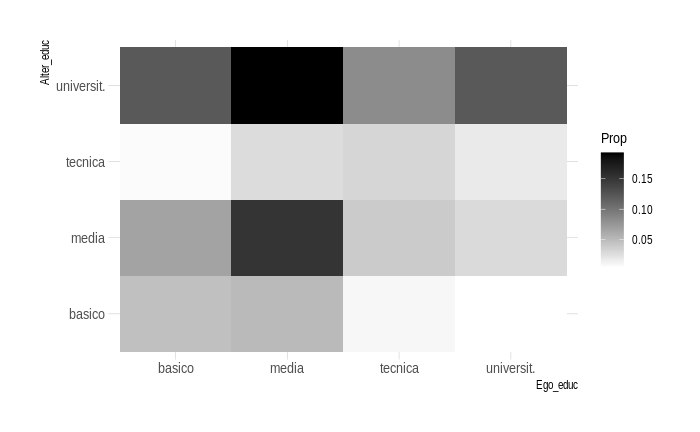 Alter_educ
universit.
tecnica
media
basico
basico media tecnica universit.
Ego_educ
Prop
0.15
0.10
0.05